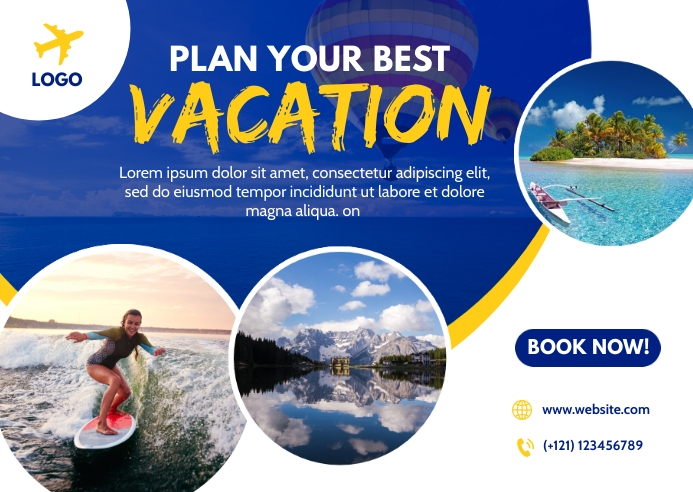 LOGO
PLAN YOUR BEST
VACATION
Lorem ipsum dolor sit amet, consectetur adipiscing elit,
sed do eiusmod tempor incididunt ut labore et dolore
magna aliqua. on
BOOK NOW!
www.website.com
(+121) 123456789